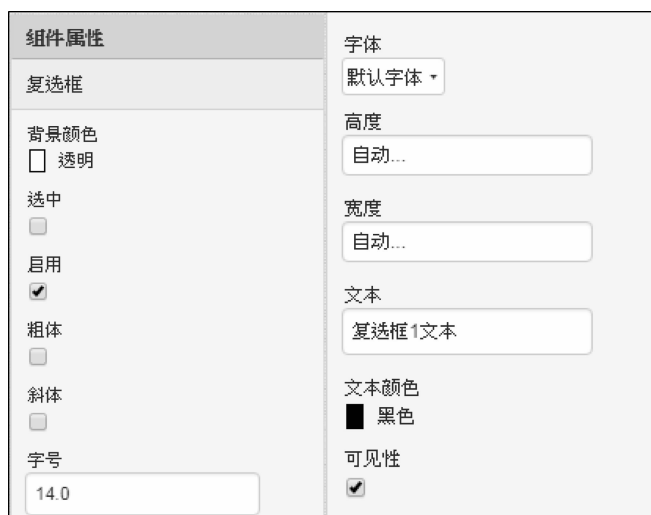 组件属性
复选框
背景颜色
透明
选中
启用
粗体
斜体
字号
14.0
字体
默认字体
高度
自动...
宽度
自动...
文本
复选框1文本
文本颜色
黑色
可见性